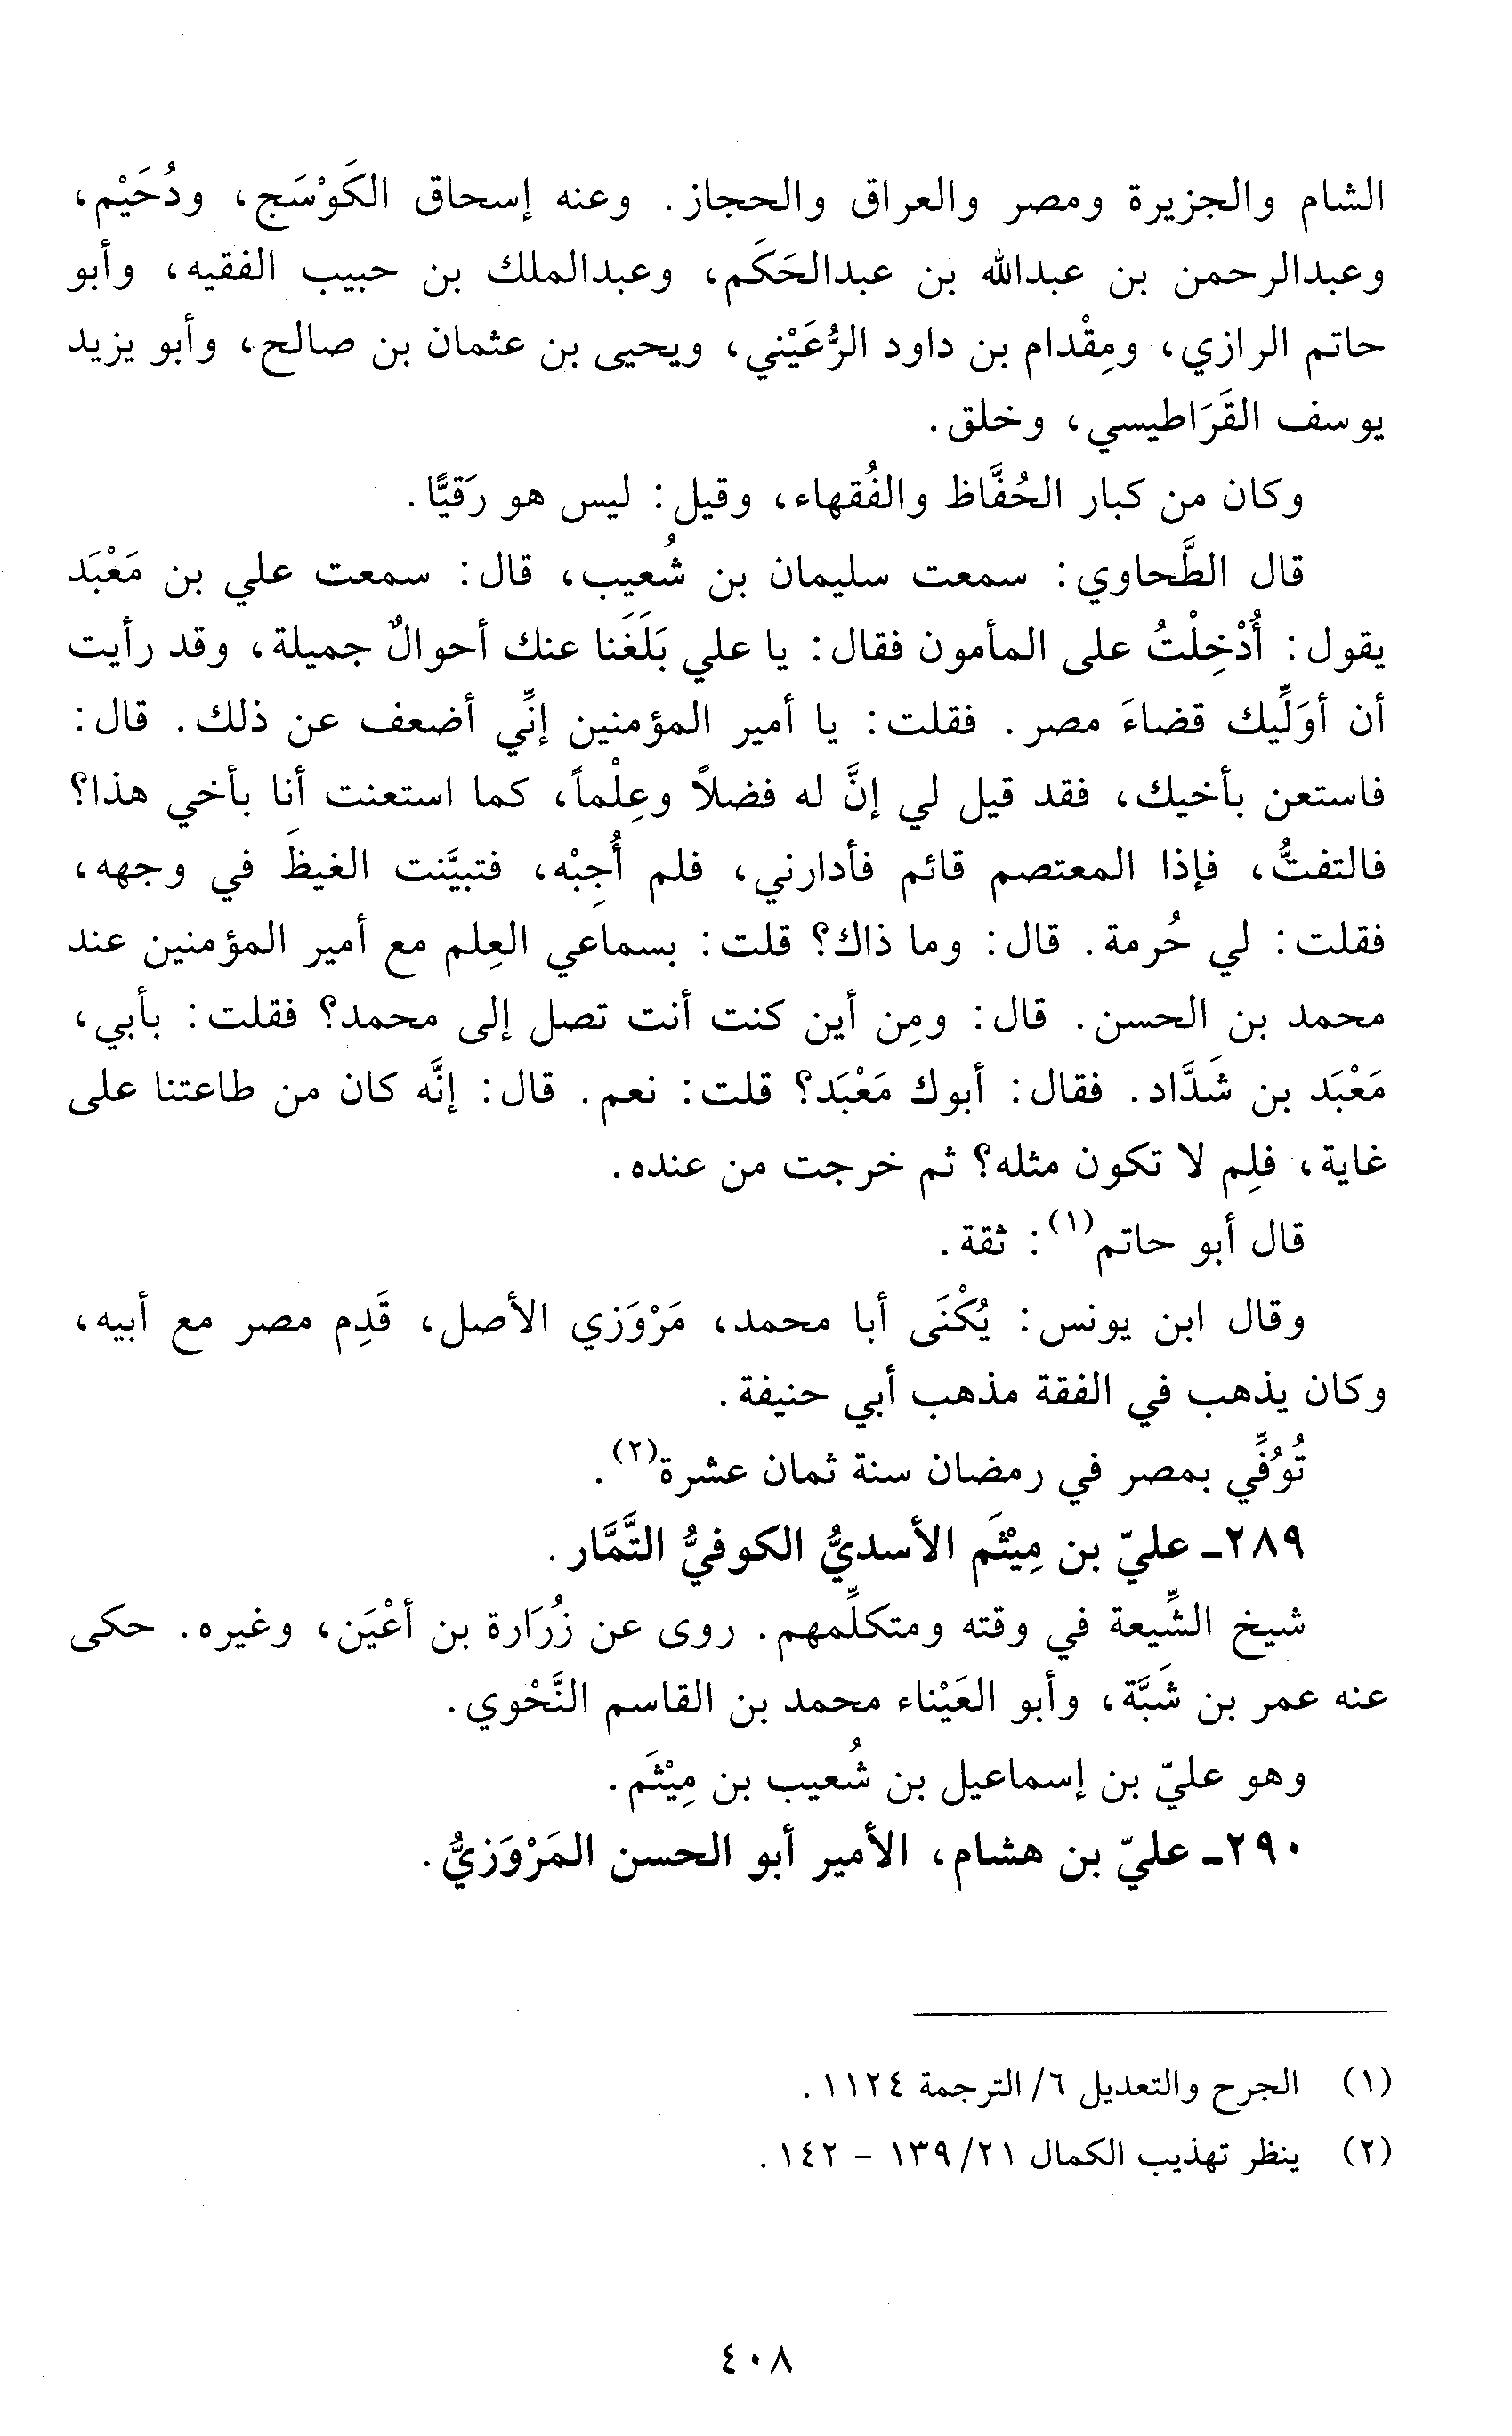 الشام والجزيرة ومصر والعراق والحجاز. وعنه إسحاق الكَوْسَج، ودُحَيْم،
وعبدالرحمن بن عبدالله بن عبدالحَكَم، وعبدالملك بن حبيب الفقيه، وأبو
حاتم الرازي، ومِقْدام بن داود الرُّعَيْني، ويحيى بن عثمان بن صالح، وأبو يزيد
يوسف القَرَاطيسي، وخلق.
وكان من كبار الحُفَّاظ والفُقهاء، وقيل: ليس هو رَقيًّا.
قال الطَّحاوي: سمعت سليمان بن شُعيب، قال: سمعت علي بن مَعْبَد
يقول: أُدْخِلْتُ على المأمون فقال: يا علي بَلَغَنا عنك أحوالٌ جميلة، وقد رأيت
أن أوَلِّيك قضاءَ مصر. فقلت: يا أمير المؤمنين إنِّي أضعف عن ذلك. قال:
فاستعن بأخيك، فقد قيل لي إنَّ له فضلاً وعِلْماً، كما استعنت أنا بأخي هذا؟
فالتفتُّ، فإذا المعتصم قائم فأدارني، فلم أُجِبْه، فتبيَّنت الغيظَ في وجهه،
فقلت: لي حُرمة. قال: وما ذاك؟ قلت: بسماعي العِلم مع أمير المؤمنين عند
محمد بن الحسن. قال: ومِن أين كنت أنت تصل إلى محمد؟ فقلت: بأبي،
مَعْبَد بن شَدَّاد. فقال: أبوك مَعْبَد؟ قلت: نعم. قال: إنَّه كان من طاعتنا على
غاية، فلِم لا تكون مثله؟ ثم خرجت من عنده.
قال أبو حاتم(١): ثقة.
وقال ابن يونس: يُكْنَى أبا محمد، مَرْوَزي الأصل، قَدِم مصر مع أبيه،
وكان يذهب في الفقة مذهب أبي حنيفة.
تُوُفِّي بمصر في رمضان سنة ثمان عشرة(٢).
٢٨٩ـ عليّ بن مِيْثَم الأسديُّ الكوفيُّ التَّمَّار.
شيخ الشِّيعة في وقته ومتكلِّمهم. روى عن زُرَارة بن أعْيَن، وغيره. حكى
عنه عمر بن شَبَّة، وأبو العَيْناء محمد بن القاسم النَّحْوي.
وهو عليّ بن إسماعيل بن شُعيب بن مِيْثَم.
٢٩٠ـ عليّ بن هشام، الأمير أبو الحسن المَرْوَزيُّ.
(١) الجرح والتعديل ٦/ الترجمة ١١٢٤.
(٢) ينظر تهذيب الكمال ٢١/ ١٣٩ – ١٤٢.
٤٠٨